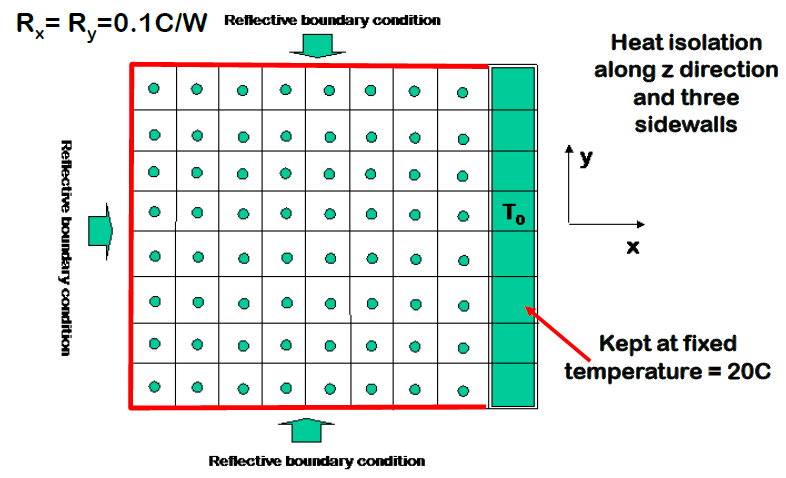 Rx= Ry=0.1C/W
Reflective boundary condition
Heat isolation
along z direction
and three
sidewalls
Reflective boundary condition
y
T0
x
Kept at fixed
temperature = 20C
Reflective boundary condition